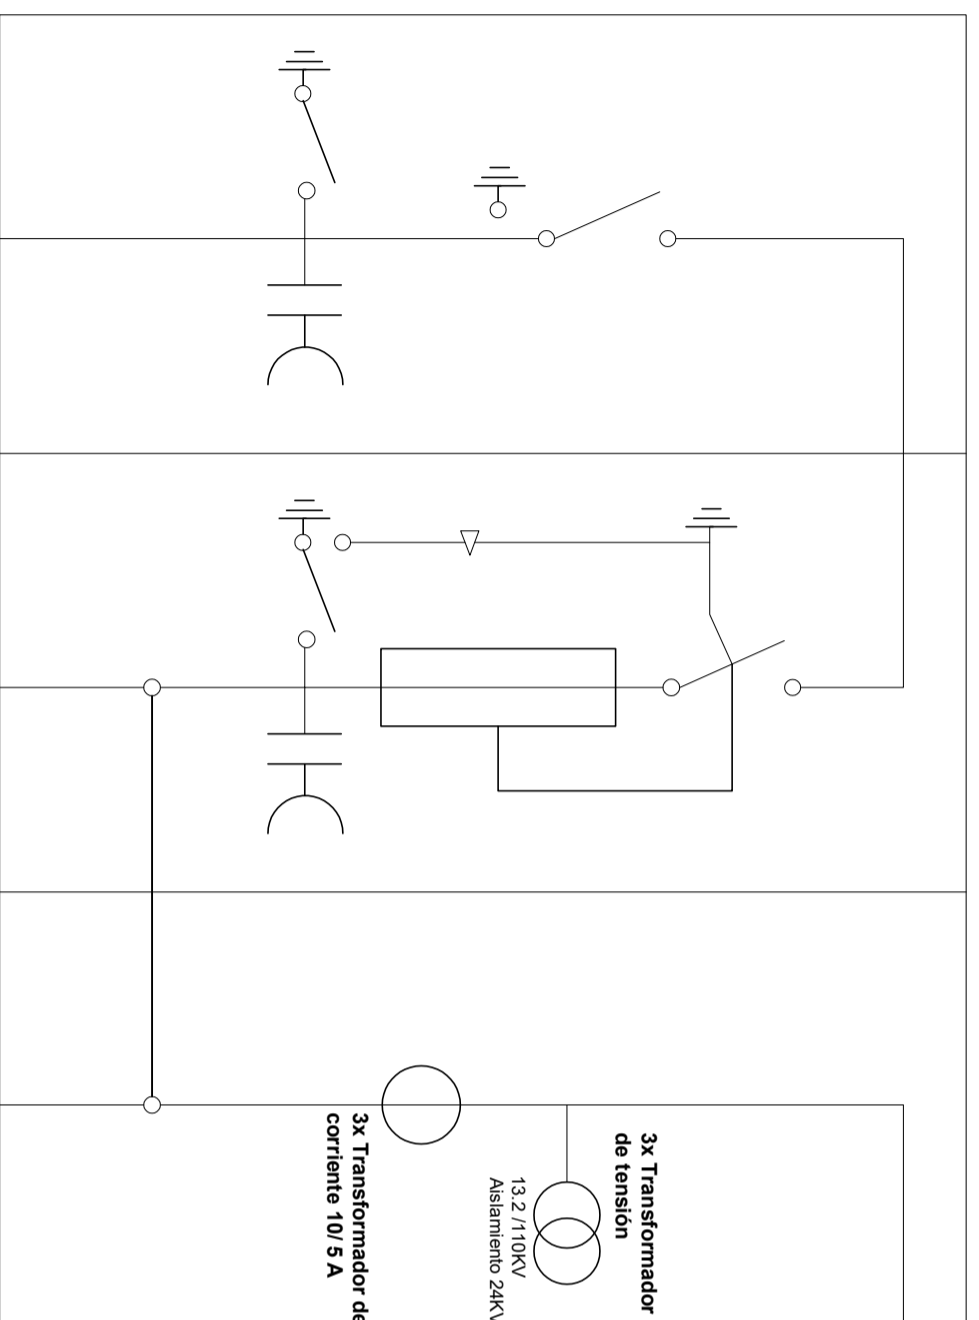 3x Transformador
de tensión
13.2 /110KV
Aislamiento 24KV
3x Transformador de
corriente 10/ 5 A